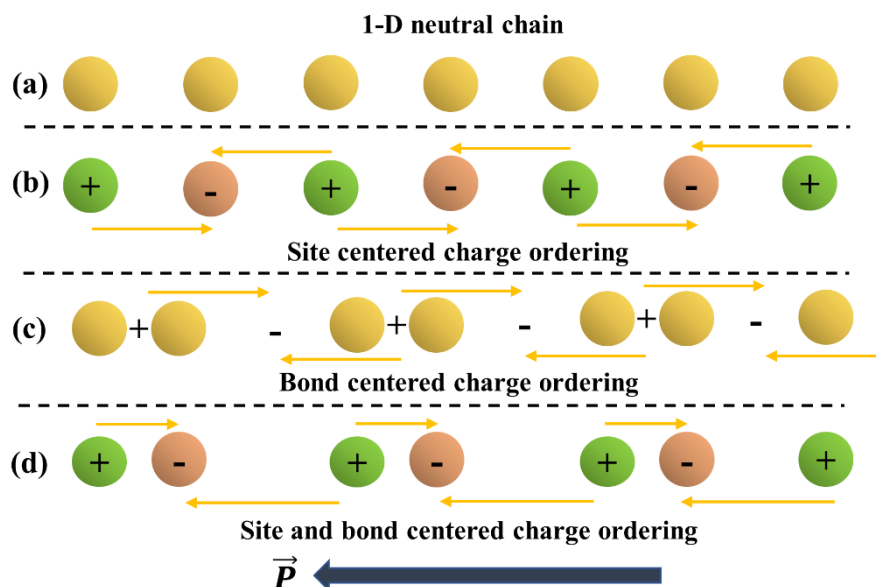 1-D neutral chain
(a)
(b) + - + - + - +
Site centered charge ordering
(c) + - + - + -
Bond centered charge ordering
(d) + - + - + - +
Site and bond centered charge ordering
P